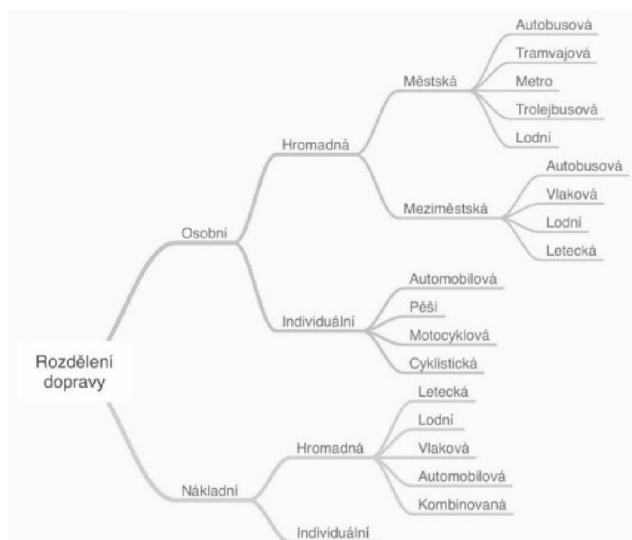 Autobusová
Tramvajová
Městská
Metro
Trolejbusová
Hromadná
Lodní
Autobusová
Vlaková
Meziměstská
Lodní
Osobní
Letecká
Automobilová
Pěší
Individuální
Motocyklová
Cyklistická
Rozdělení
dopravy
Letecká
Lodní
Hromadná
Vlaková
Automobilová
Nákladní
Kombinovaná
Individuální